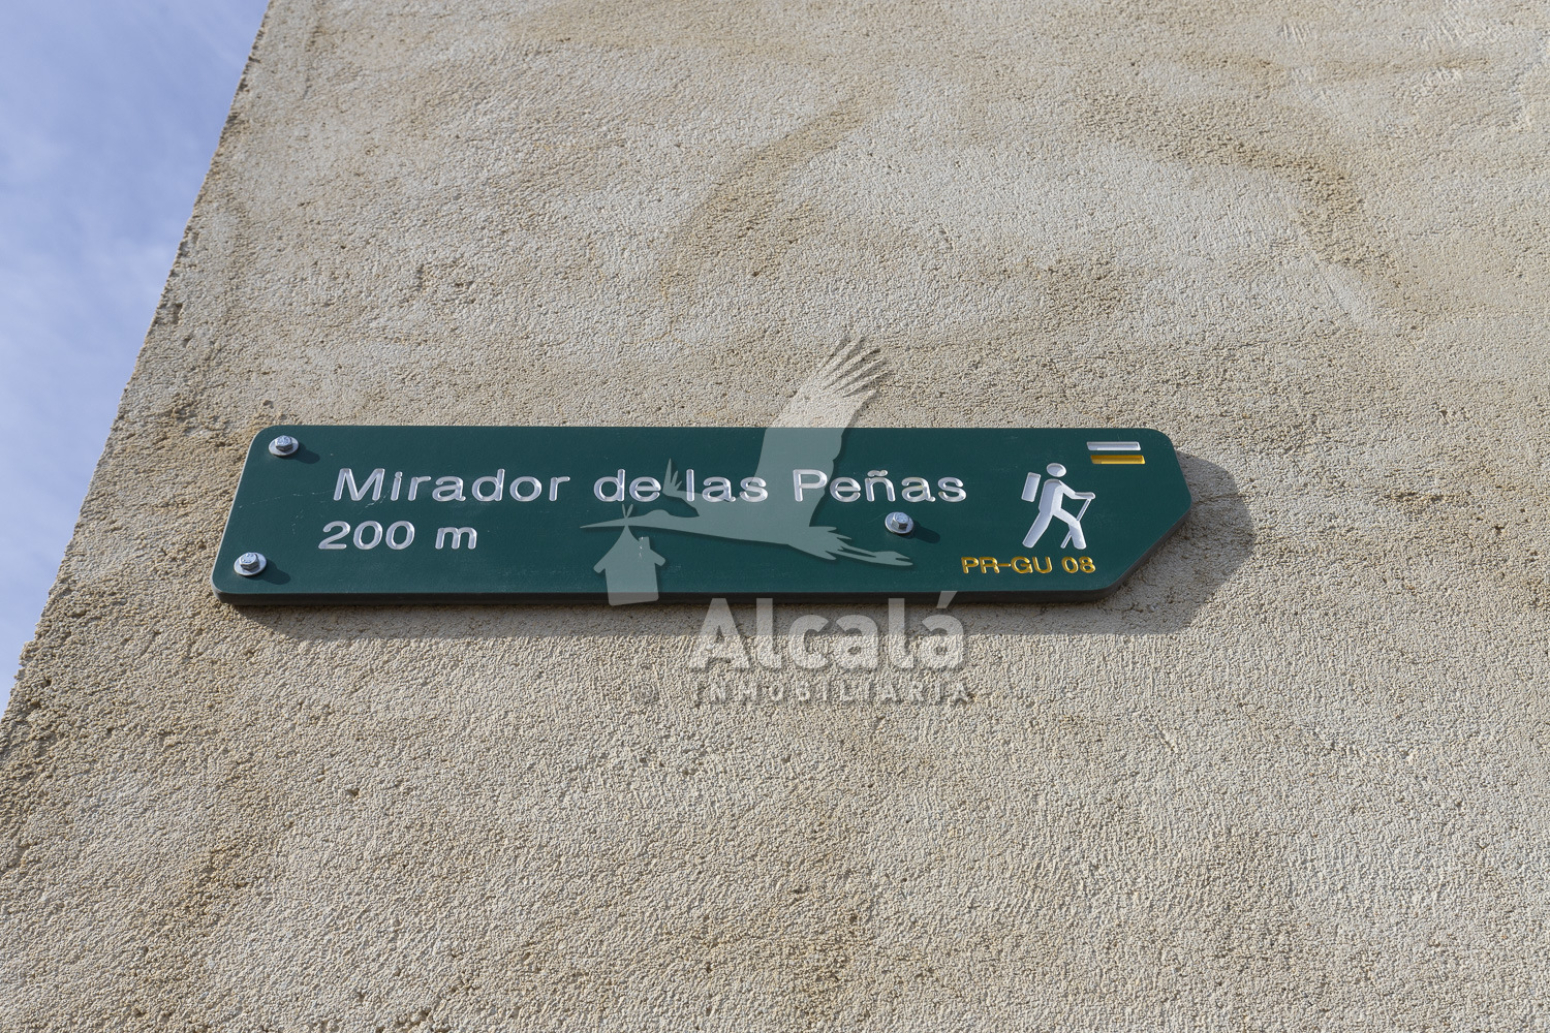 Mirador de las Peñas
200 m
PR-GU 08
Alcalá
INMOBILIARIA